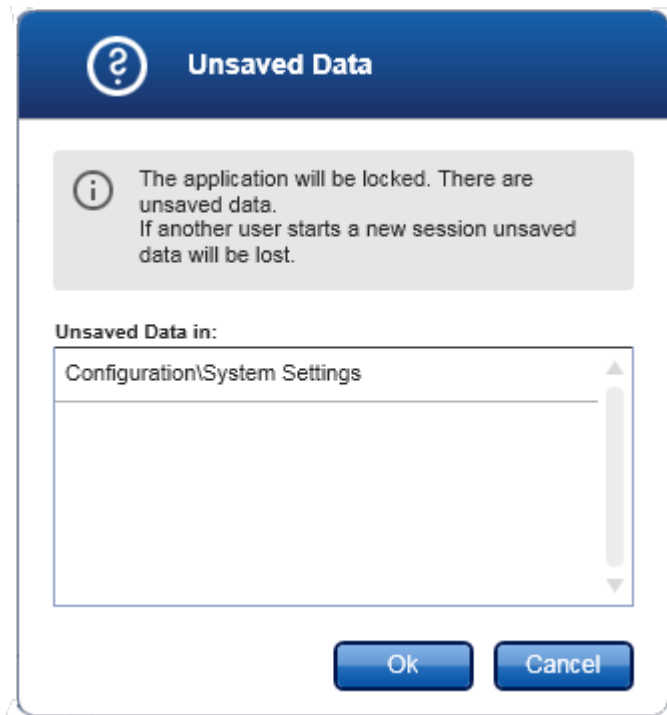 Unsaved Data
The application will be locked. There are
unsaved data.
If another user starts a new session unsaved
data will be lost.
Unsaved Data in:
Configuration\System Settings
Ok
Cancel